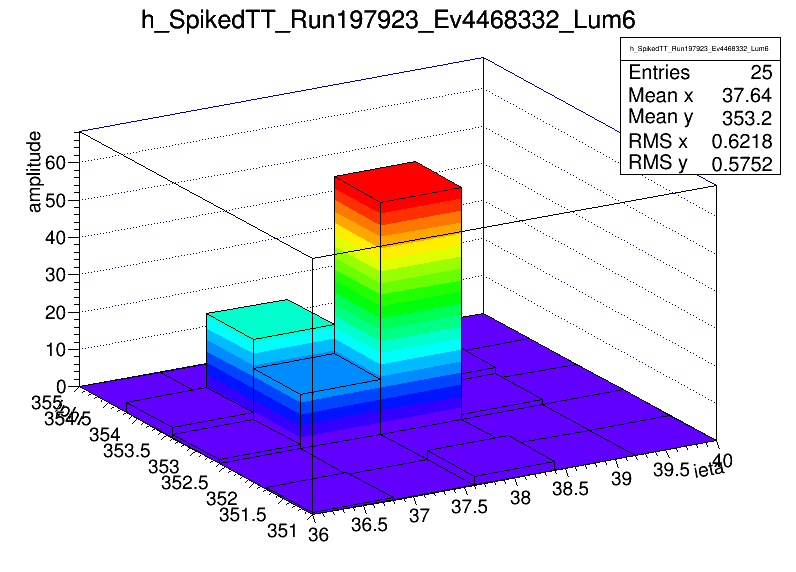 h_SpikedTT_Run197923_Ev4468332_Lum6
h_SpikedTT_Run197923_Ev4468332_Lum6
Entries 25
Mean x 37.64
Mean y 353.2
RMS x 0.6218
RMS y 0.5752
amplitude
60
50
40
30
20
10
0
355
354.5
354
353.5
353
352.5
352
351.5
351
36
36.5
37
37.5
38
38.5
39
39.5
40
ieta